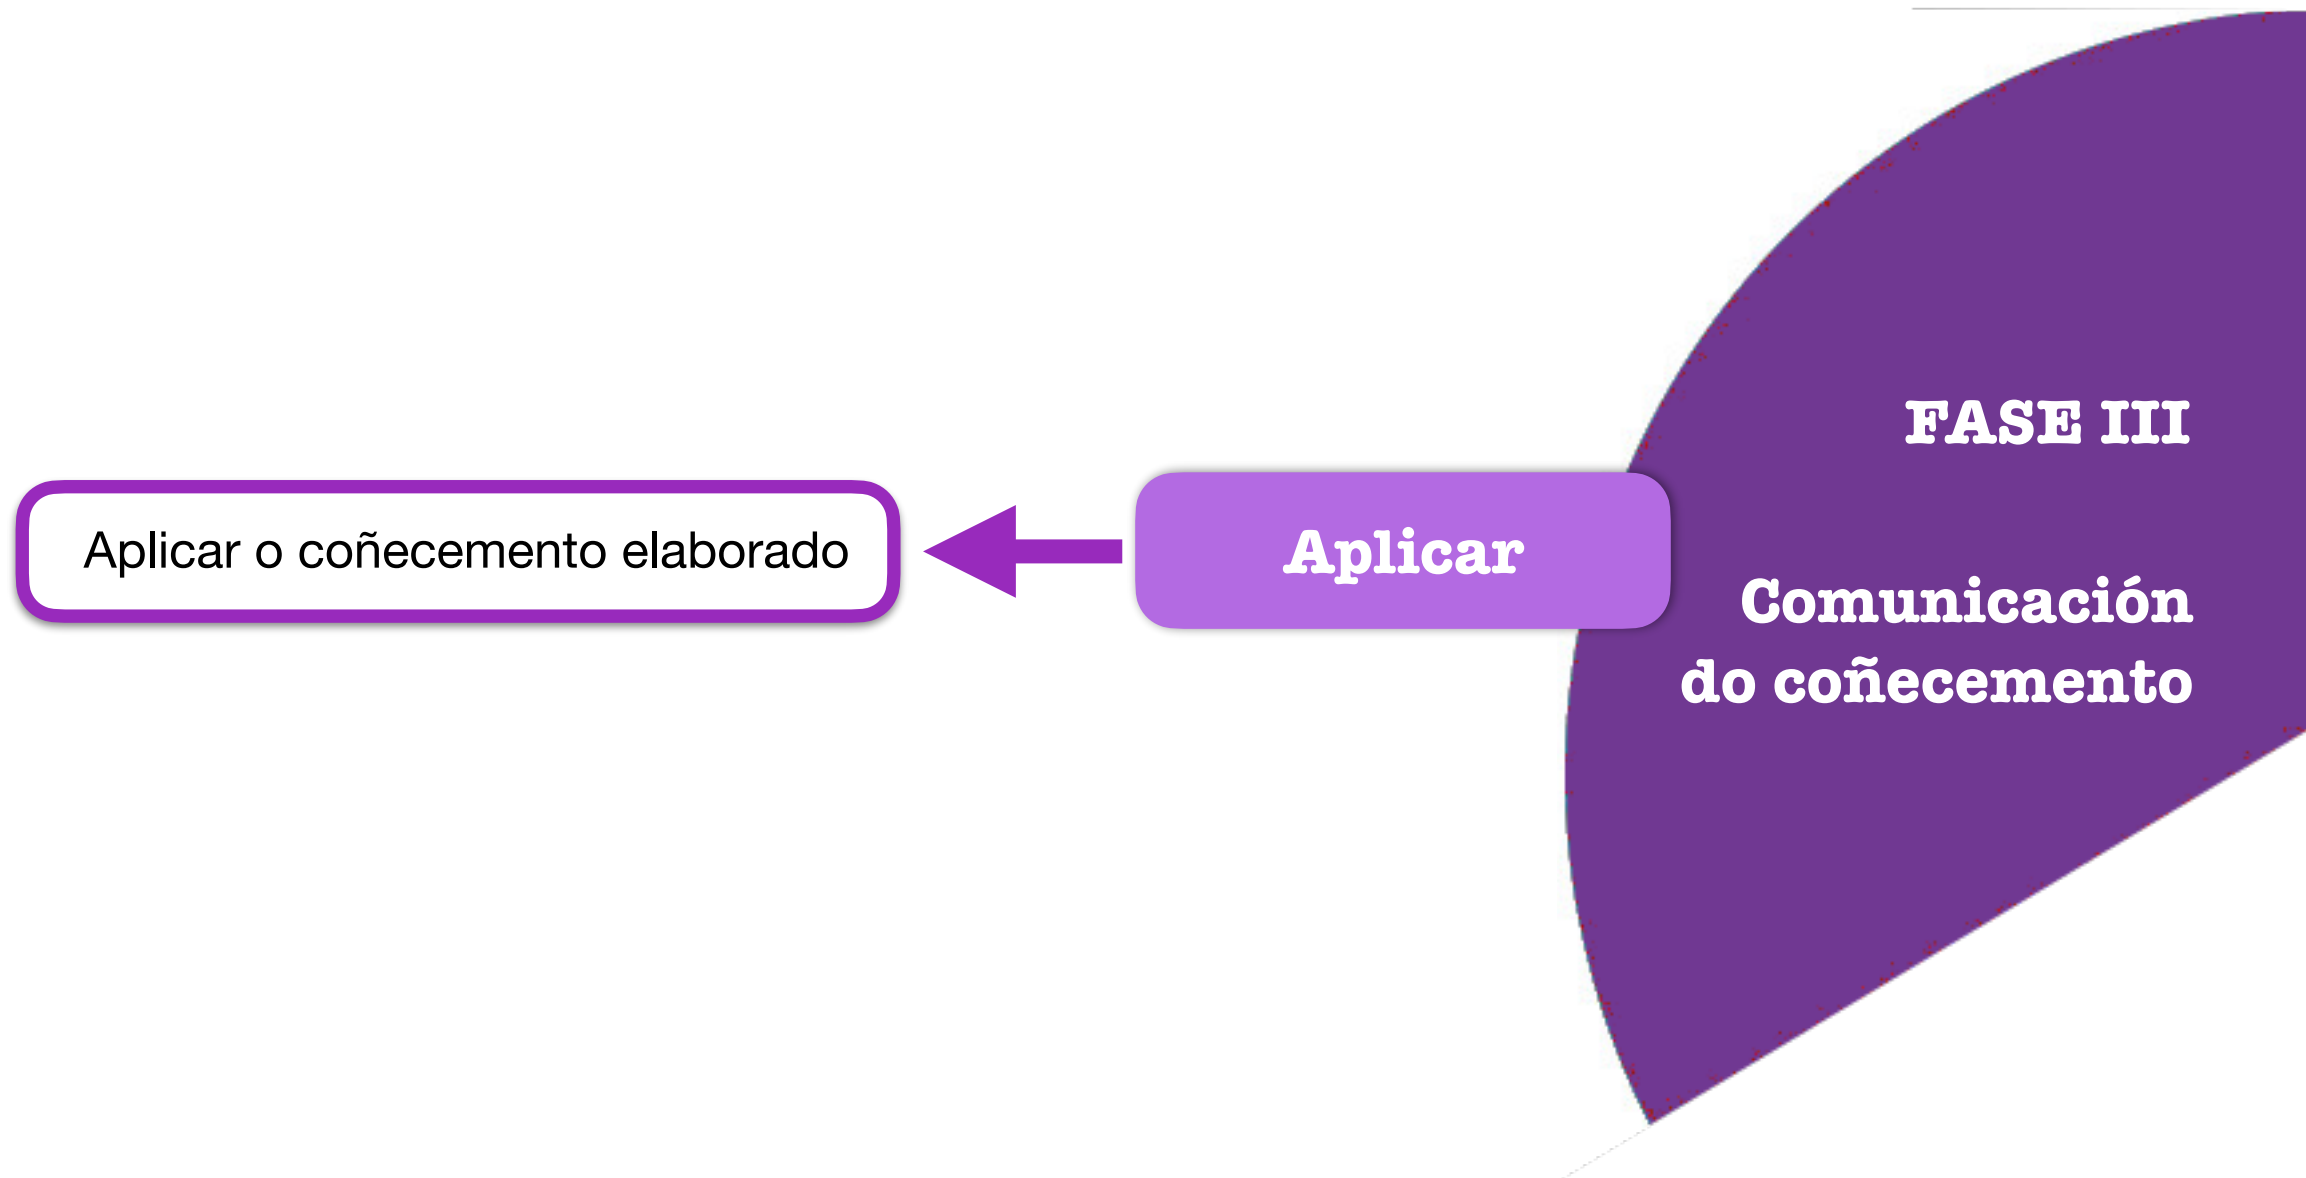 FASE III
Comunicación
do coñecemento
Aplicar
Aplicar o coñecemento elaborado